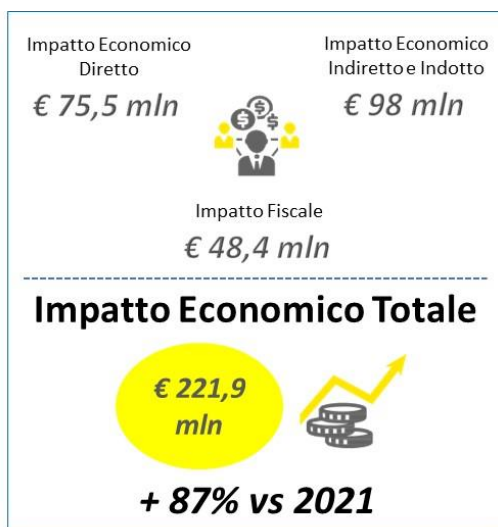 Impatto Economico
Diretto
€ 75,5 mln
Impatto Economico
Indiretto e Indotto
€ 98 mln
Impatto Fiscale
€ 48,4 mln
Impatto Economico Totale
€ 221,9
mln
+ 87% vs 2021